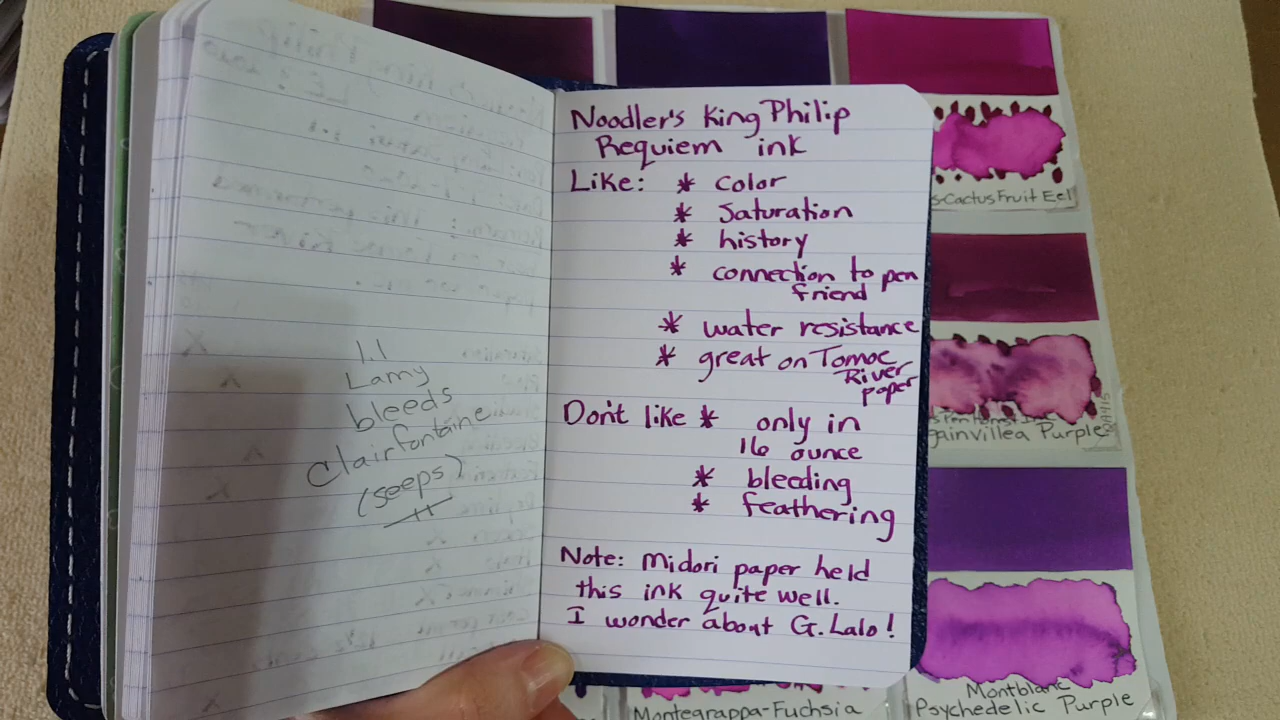 1.1
Lamy
bleeds
Clairfontaine
(seeps)
Noodler's King Philip
Requiem ink
Like: * color
* Saturation
* history
* connection to pen
friend
* water resistance
* great on Tomoe
River
paper
Don't like * only in
16 ounce
* bleeding
* feathering
Note: Midori paper held
this ink quite well.
I wonder about G. Lalo!
Cactus Fruit Eel
Purple
Montblanc
Psychedelic Purple
Montegrappa-Fuchsia